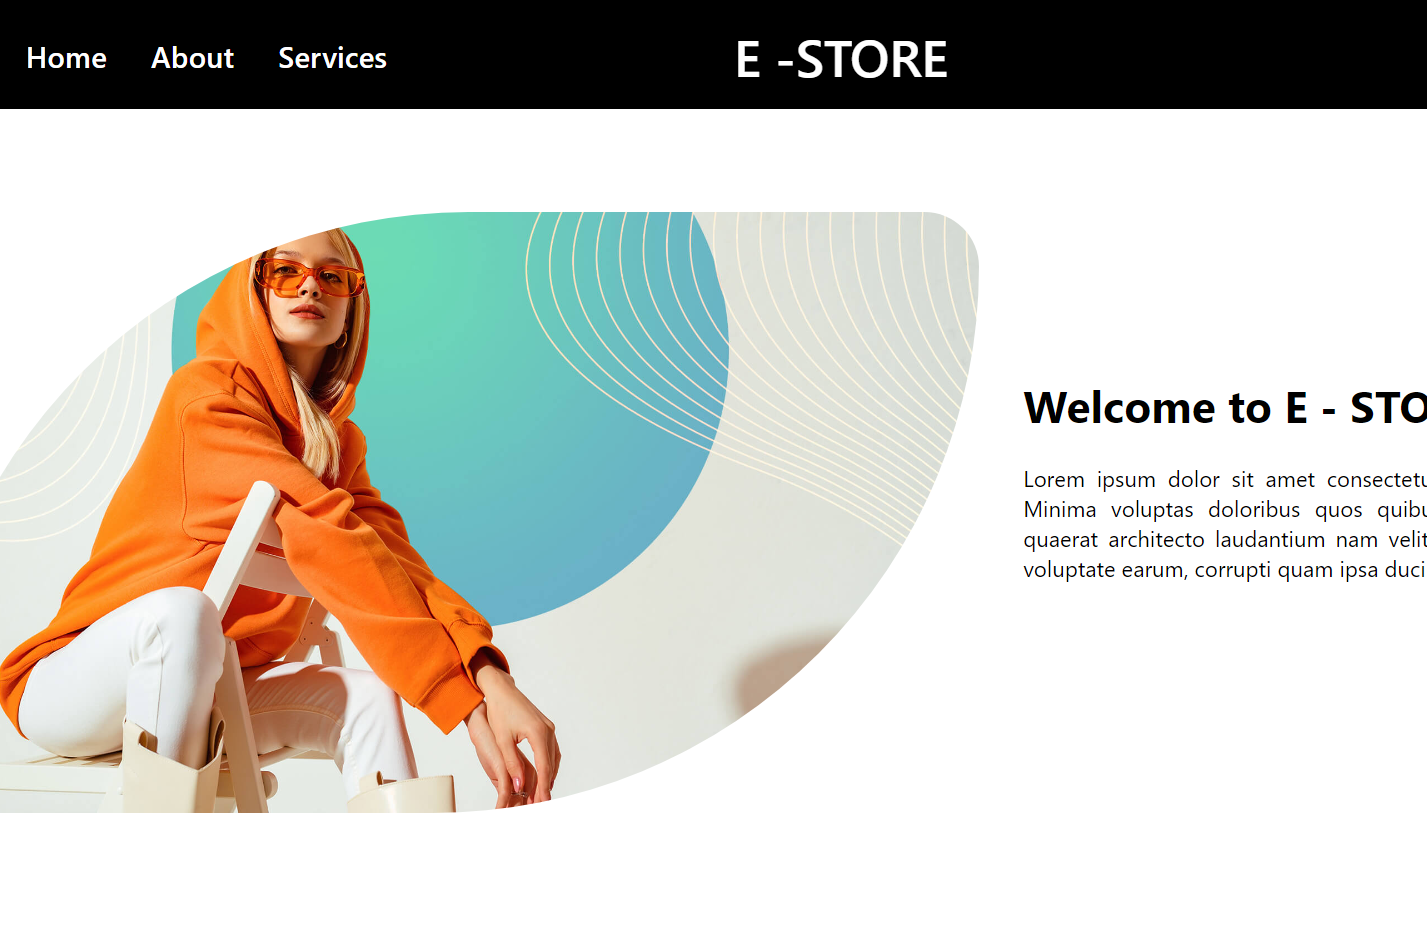 Home About Services E -STORE
Welcome to E - STO
Lorem ipsum dolor sit amet consectetu
Minima voluptas doloribus quos quibu
quaerat architecto laudantium nam velit
voluptate earum, corrupti quam ipsa duci